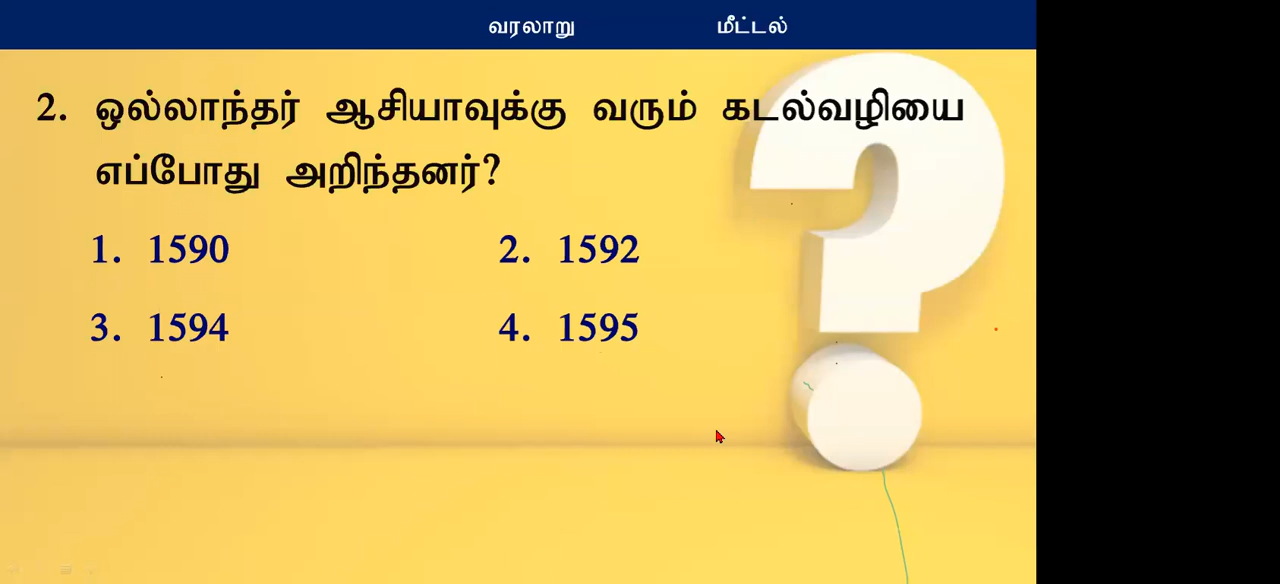 வரலாறு மீட்டல்
2. ஒல்லாந்தர் ஆசியாவுக்கு வரும் கடல்வழியை
எப்போது அறிந்தனர்?
1. 1590 2. 1592
3. 1594 4. 1595